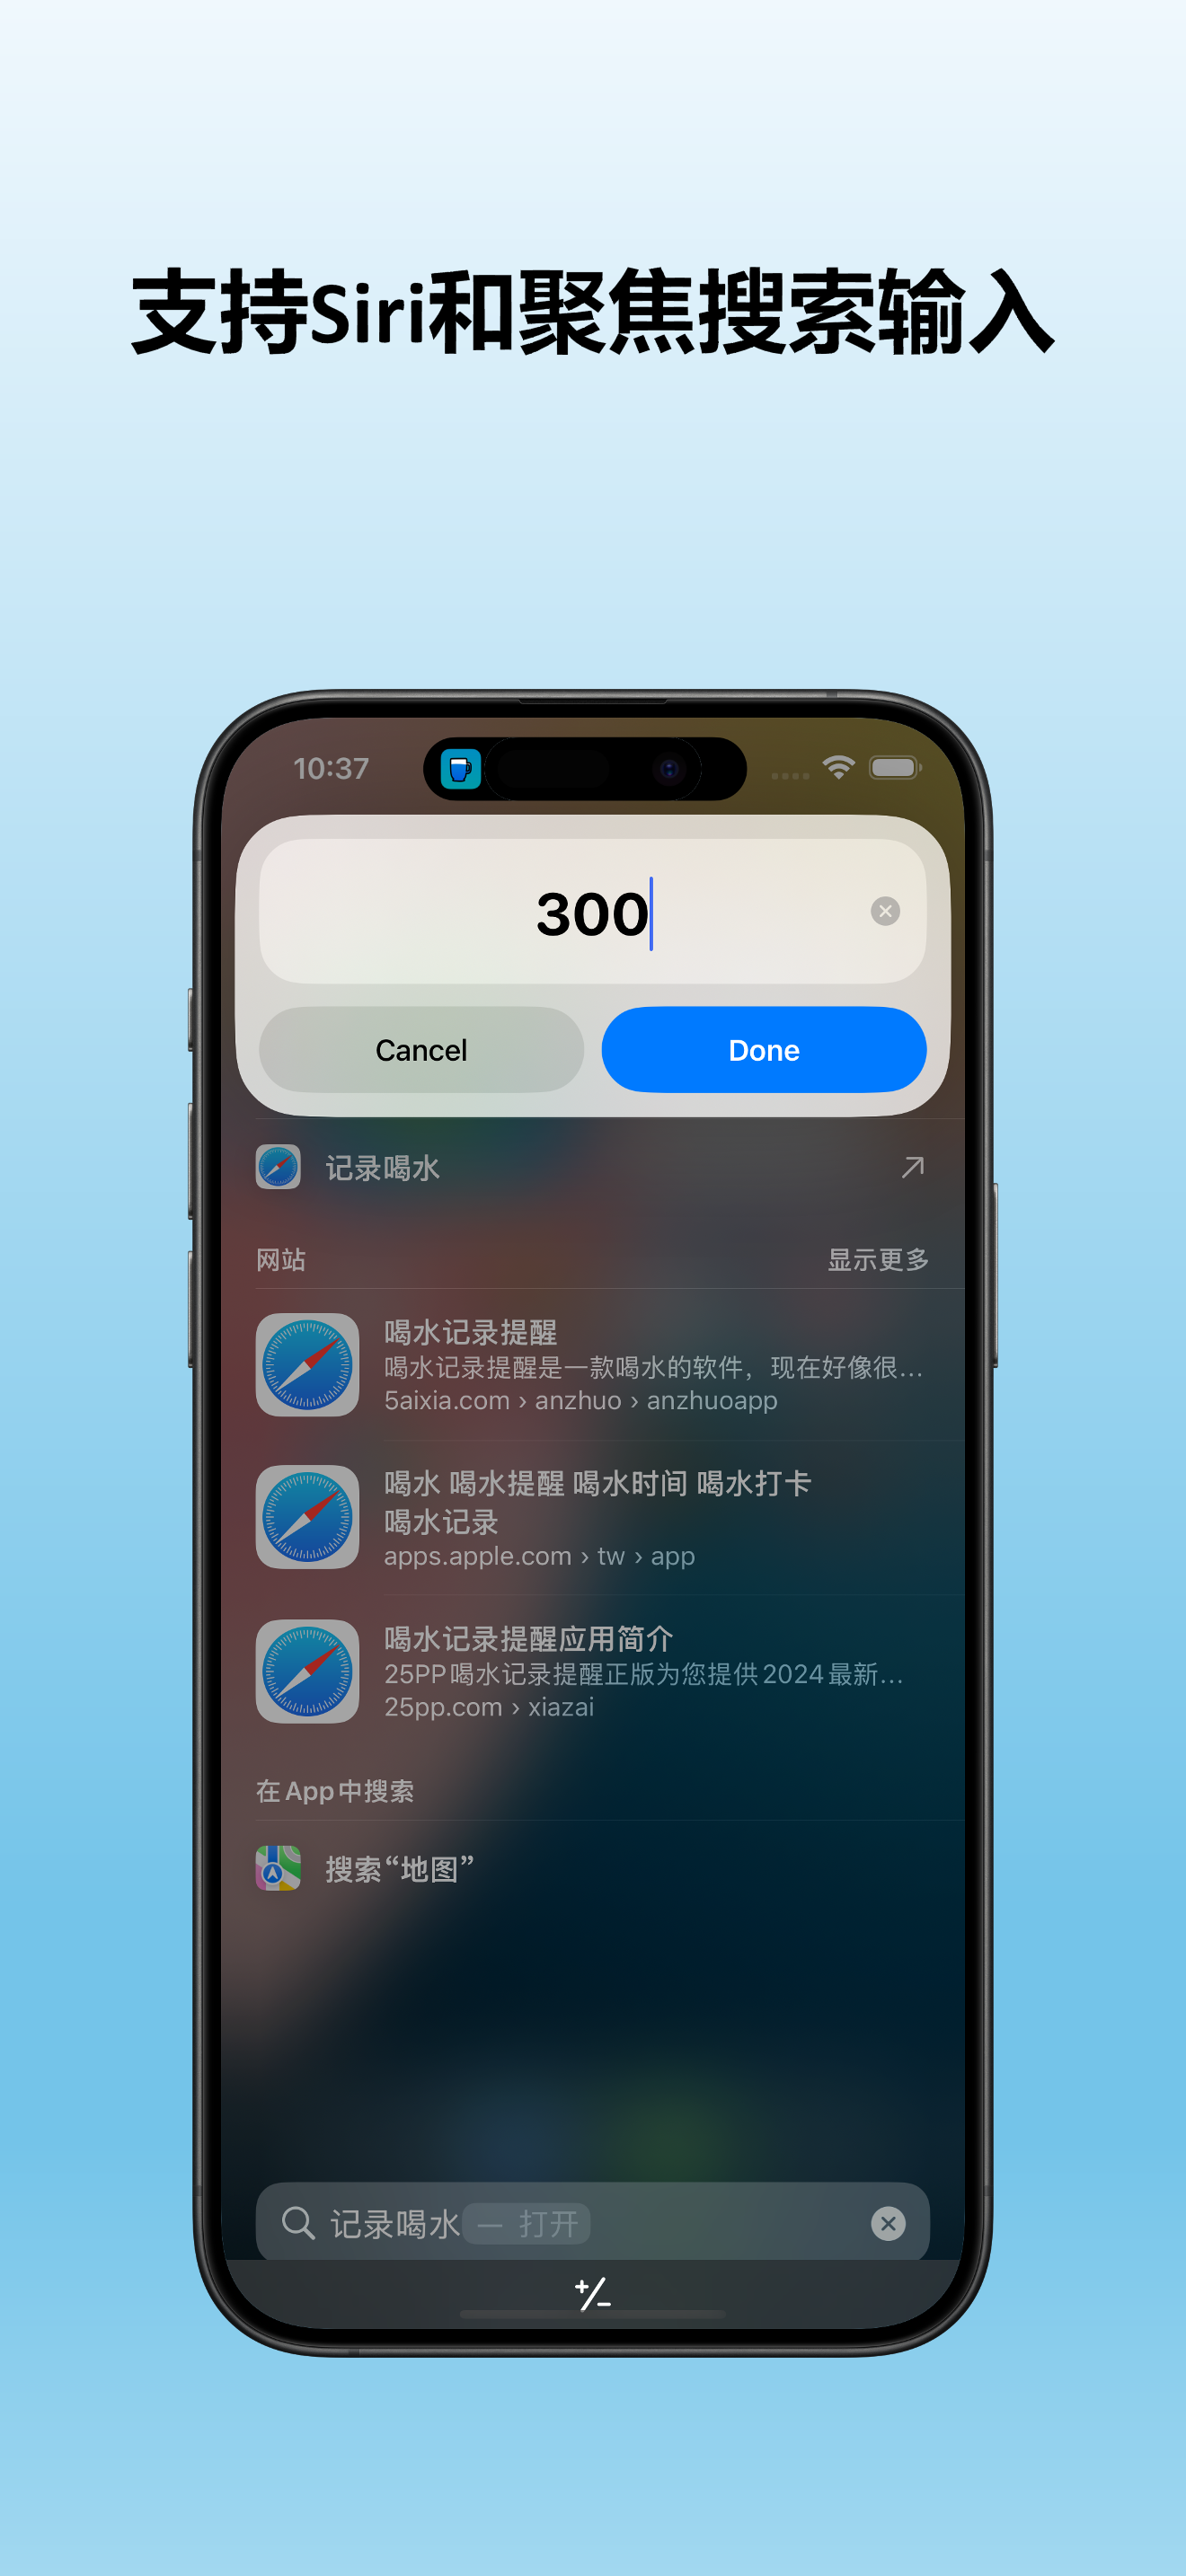 支持Siri和聚焦搜索输入
10:37
300
Cancel
Done
记录喝水
网站
显示更多
喝水记录提醒
喝水记录提醒是一款喝水的软件，现在好像很...
5aixia.com › anzhuo › anzhuoapp
喝水 喝水提醒 喝水时间 喝水打卡
喝水记录
apps.apple.com › tw › app
喝水记录提醒应用简介
25PP喝水记录提醒正版为您提供2024最新...
25pp.com › xiazai
在App中搜索
搜索“地图”
记录喝水 — 打开
+/-